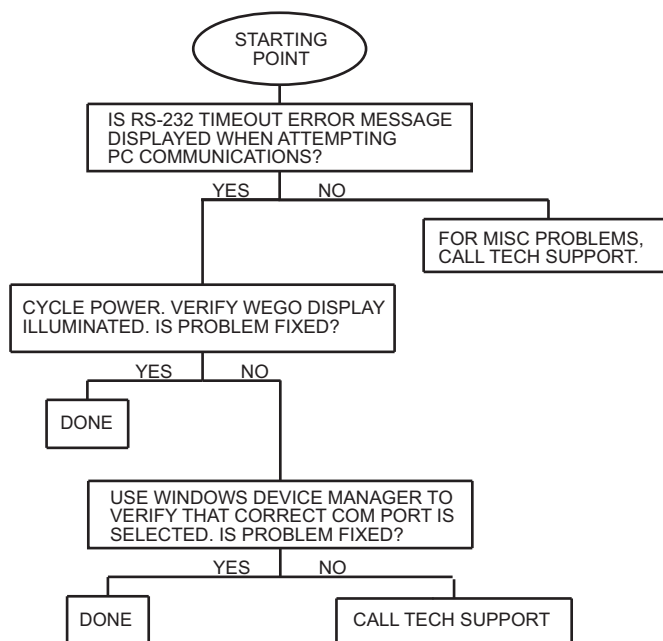 STARTING
POINT
IS RS-232 TIMEOUT ERROR MESSAGE
DISPLAYED WHEN ATTEMPTING
PC COMMUNICATIONS?
YES NO
FOR MISC PROBLEMS,
CALL TECH SUPPORT.
CYCLE POWER. VERIFY WEGO DISPLAY
ILLUMINATED. IS PROBLEM FIXED?
YES NO
DONE
USE WINDOWS DEVICE MANAGER TO
VERIFY THAT CORRECT COM PORT IS
SELECTED. IS PROBLEM FIXED?
YES NO
DONE
CALL TECH SUPPORT